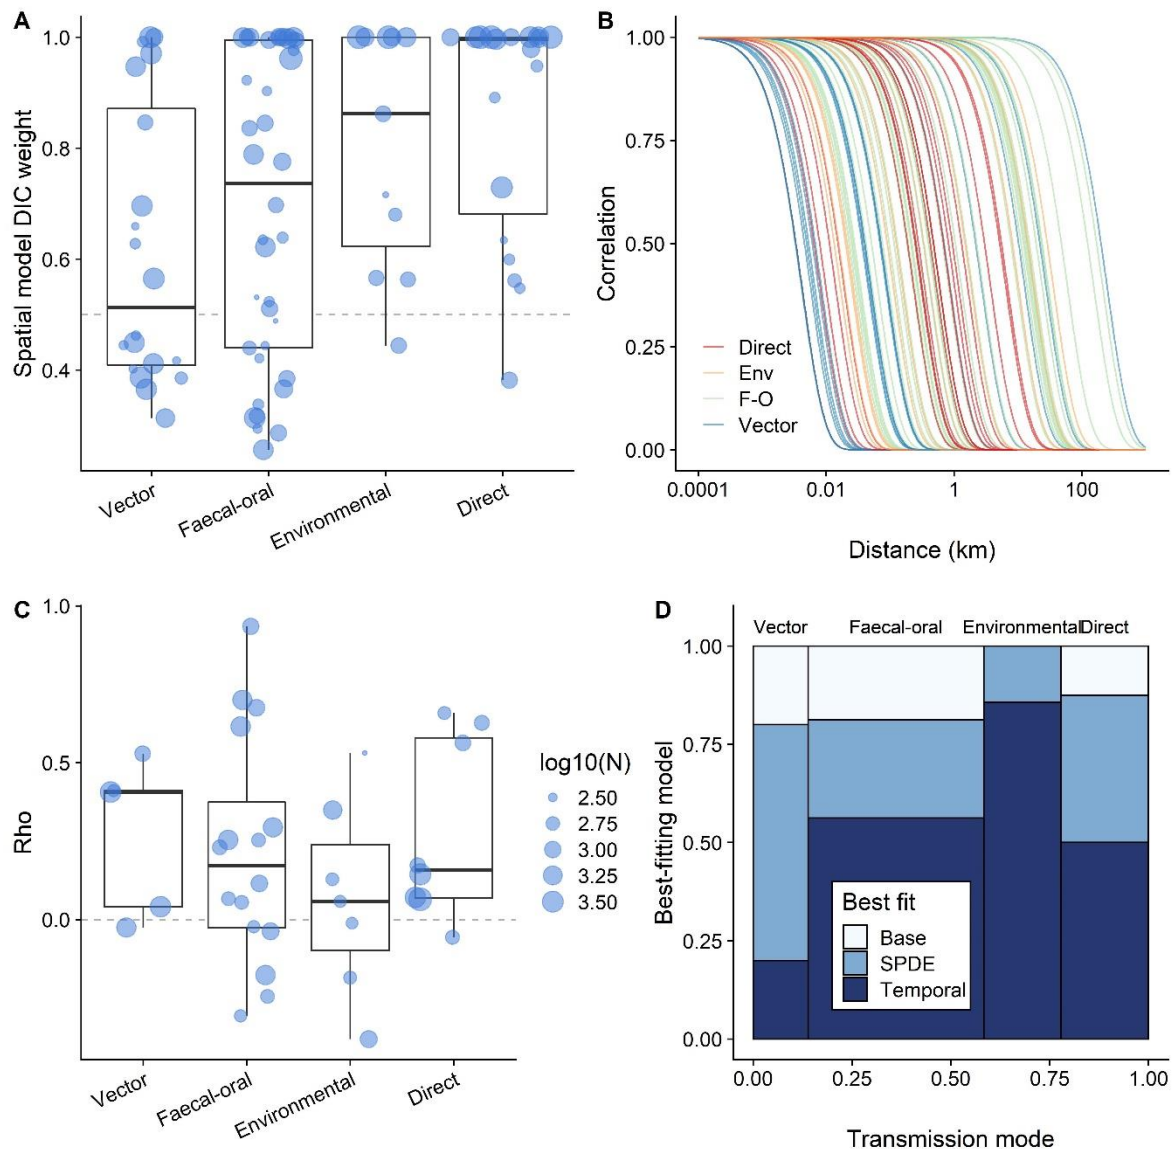 A
Spatial model DIC weight
1.0
0.8
0.6
0.4
Vector
Faecal-oral
Environmental
Direct
B
Correlation
1.00
0.75
0.50
0.25
0.00
Direct
Env
F-O
Vector
0.0001
0.01
1
100
Distance (km)
C
Rho
1.0
0.5
0.0
Vector
Faecal-oral
Environmental
Direct
log10(N)
2.50
2.75
3.00
3.25
3.50
D
Vector Faecal-oral Environmental Direct
Best-fitting model
1.00
0.75
0.50
0.25
0.00
Best fit
Base
SPDE
Temporal
0.00 0.25 0.50 0.75 1.00
Transmission mode